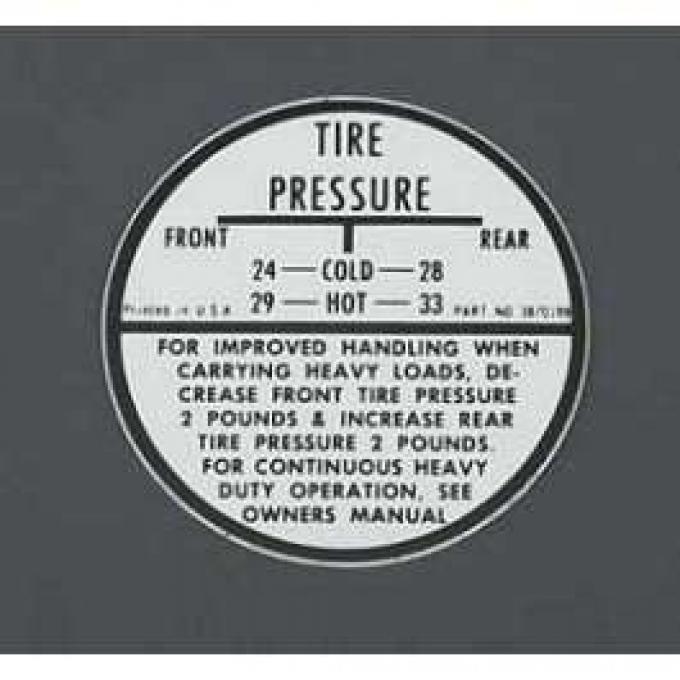 TIRE
PRESSURE
FRONT REAR
24 — COLD — 28
29 — HOT — 33
PRINTED IN U.S.A. PART NO.
FOR IMPROVED HANDLING WHEN
CARRYING HEAVY LOADS, DE-
CREASE FRONT TIRE PRESSURE
2 POUNDS & INCREASE REAR
TIRE PRESSURE 2 POUNDS.
FOR CONTINUOUS HEAVY
DUTY OPERATION, SEE
OWNERS MANUAL